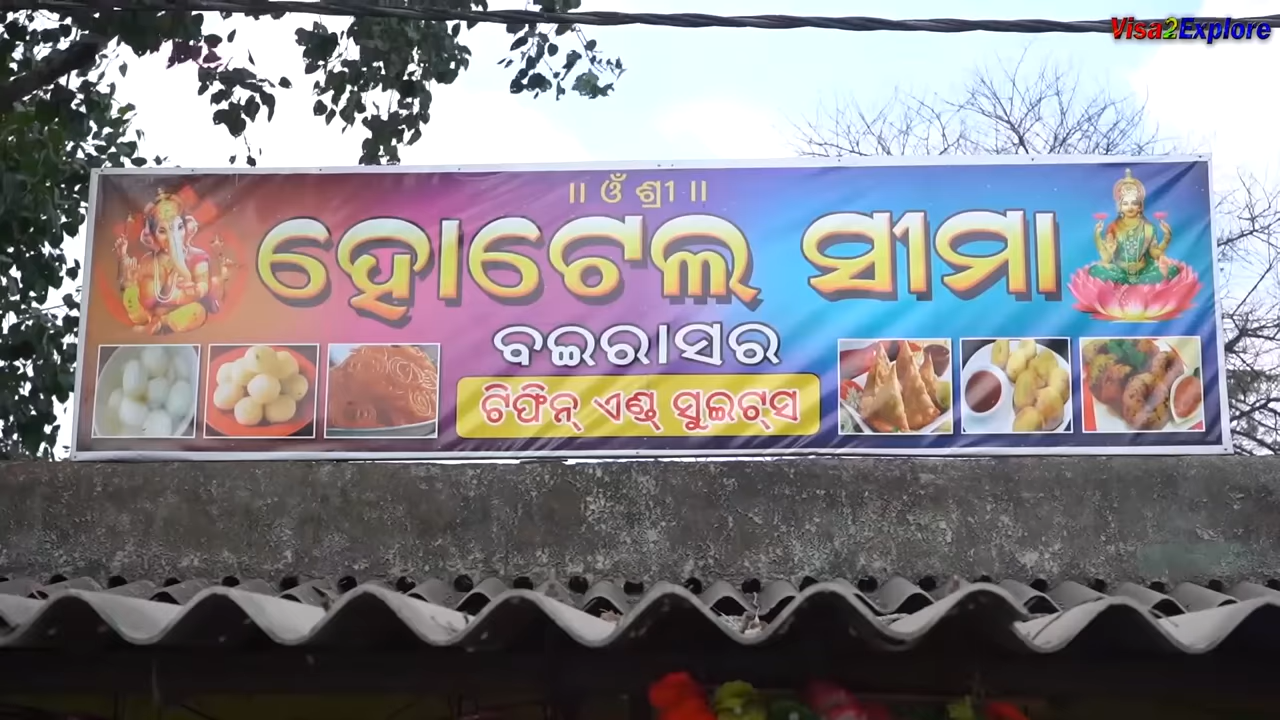 Visa2Explore
॥ ଓଁ ଶ୍ରୀ ॥
ହୋଟେଲ ସୀମା
ବଇରାସର
ଟିଫିନ୍ ଏଣ୍ଡ୍ ସୁଇଟ୍‌ସ